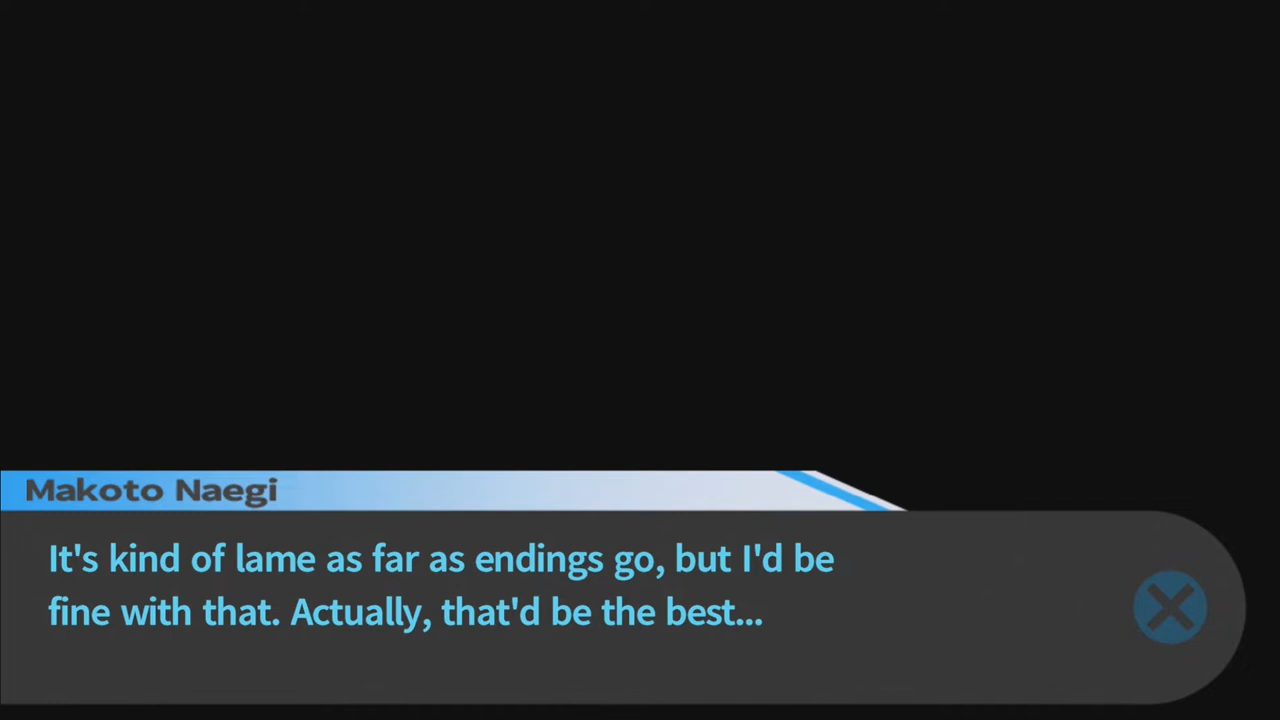 Makoto Naegi
It's kind of lame as far as endings go, but I'd be
fine with that. Actually, that'd be the best...